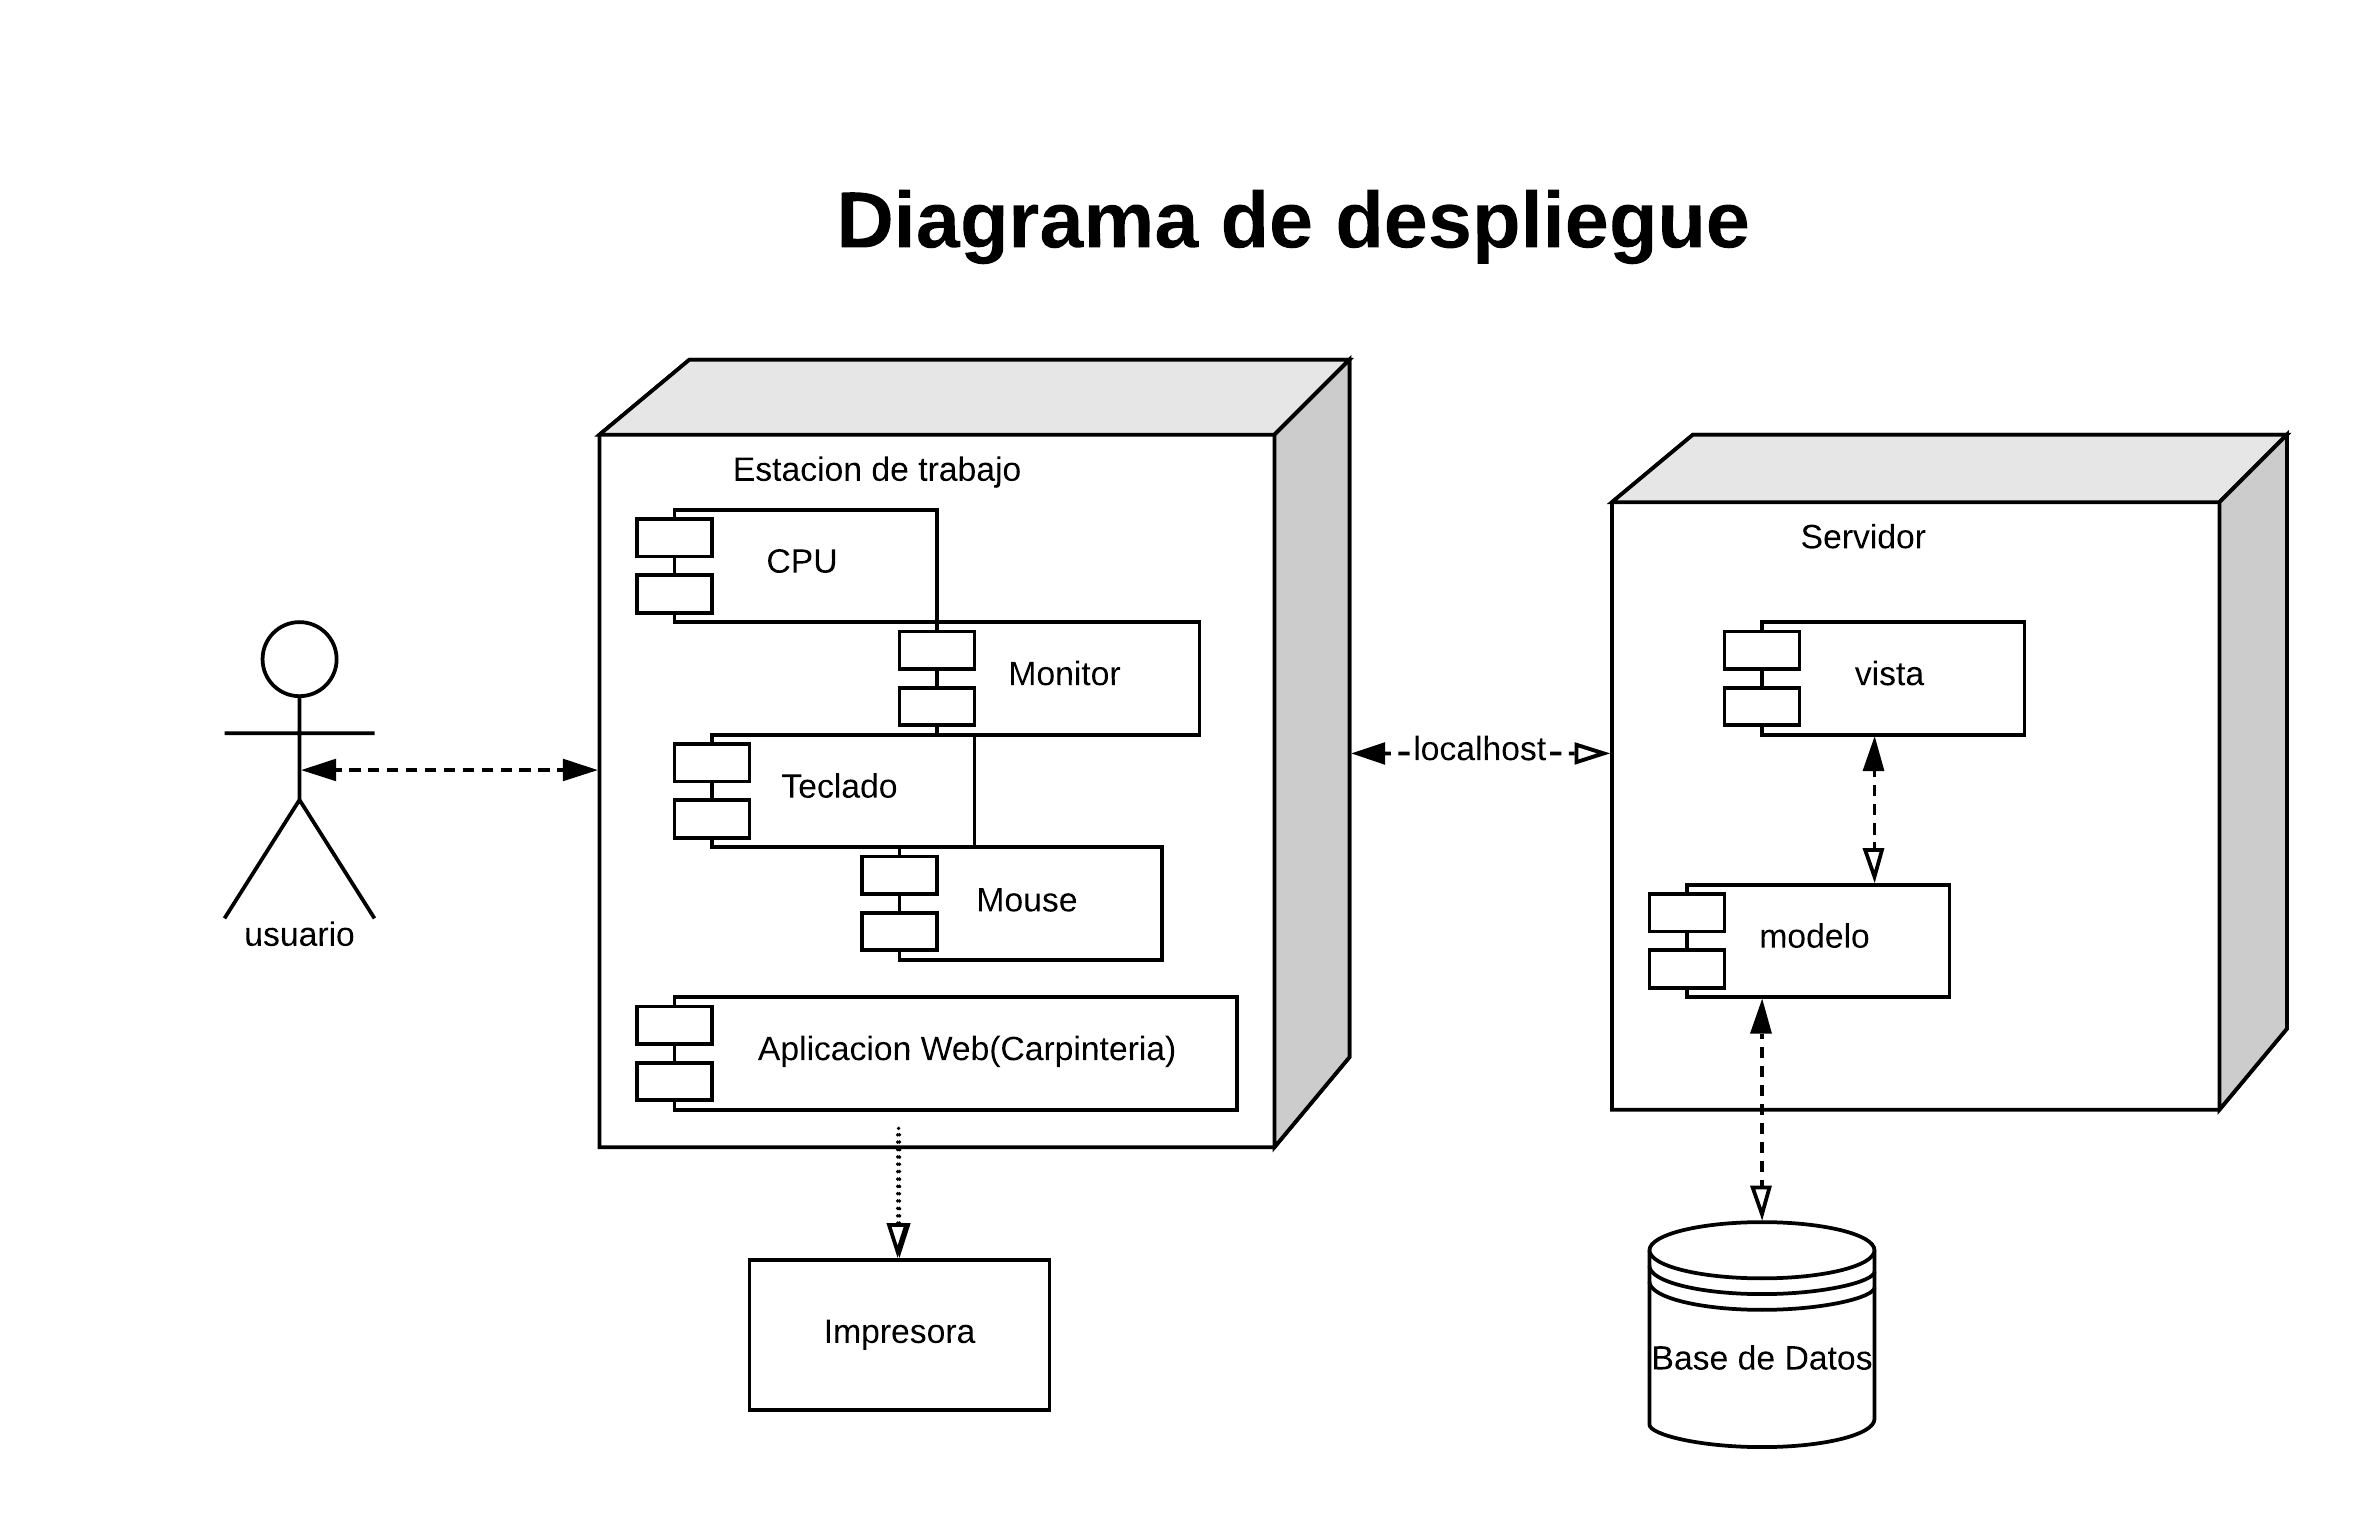 Diagrama de despliegue
Estacion de trabajo
CPU
Monitor
Teclado
Mouse
Aplicacion Web(Carpinteria)
usuario
localhost
Servidor
vista
modelo
Impresora
Base de Datos